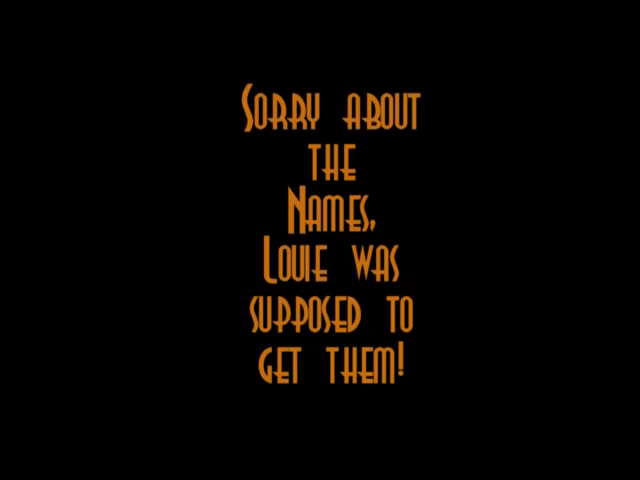 Sorry about
the
Names,
Louie was
supposed to
get them!